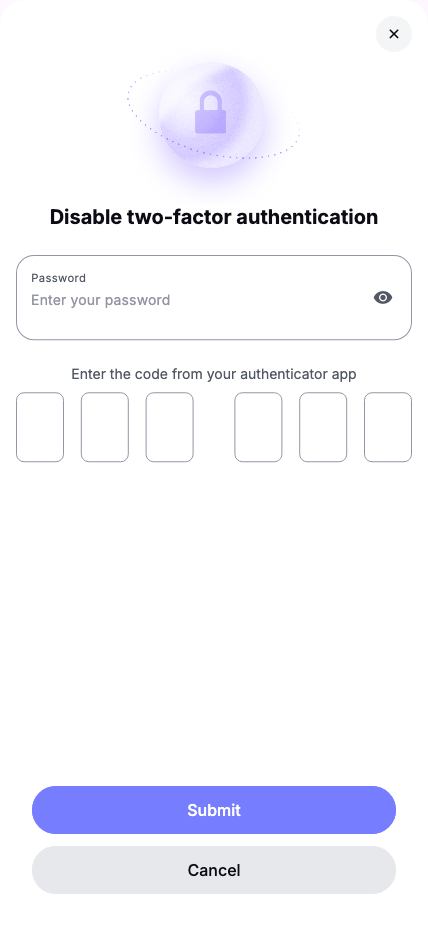 Disable two-factor authentication
Password
Enter your password
Enter the code from your authenticator app
Submit
Cancel